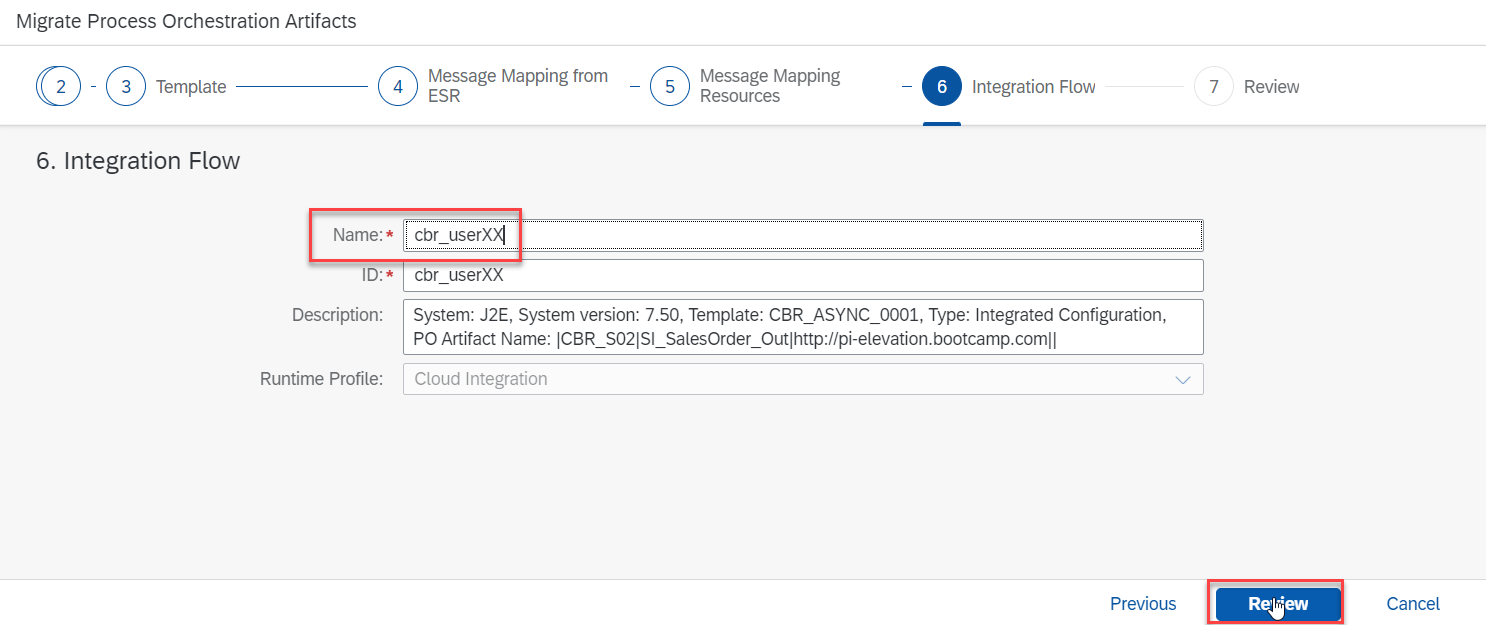 Migrate Process Orchestration Artifacts
2
3
Template
4
Message Mapping from
ESR
5
Message Mapping
Resources
6
Integration Flow
7
Review
6. Integration Flow
Name:*
cbr_userXX
ID:*
cbr_userXX
Description:
System: J2E, System version: 7.50, Template: CBR_ASYNC_0001, Type: Integrated Configuration,
PO Artifact Name: |CBR_S02|SI_SalesOrder_Out|http://pi-elevation.bootcamp.com||
Runtime Profile:
Cloud Integration
Previous
Review
Cancel